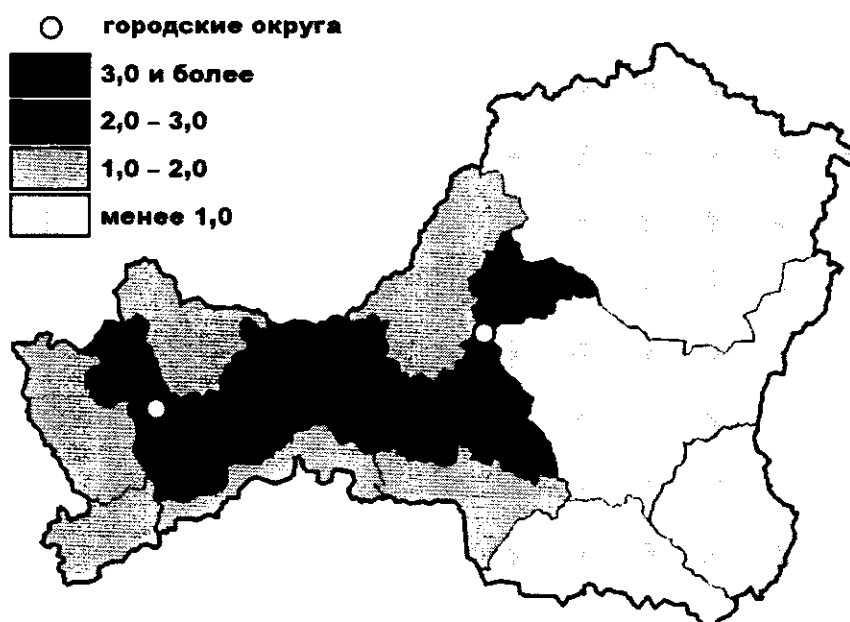 городские округа
3,0 и более
2,0 – 3,0
1,0 – 2,0
менее 1,0